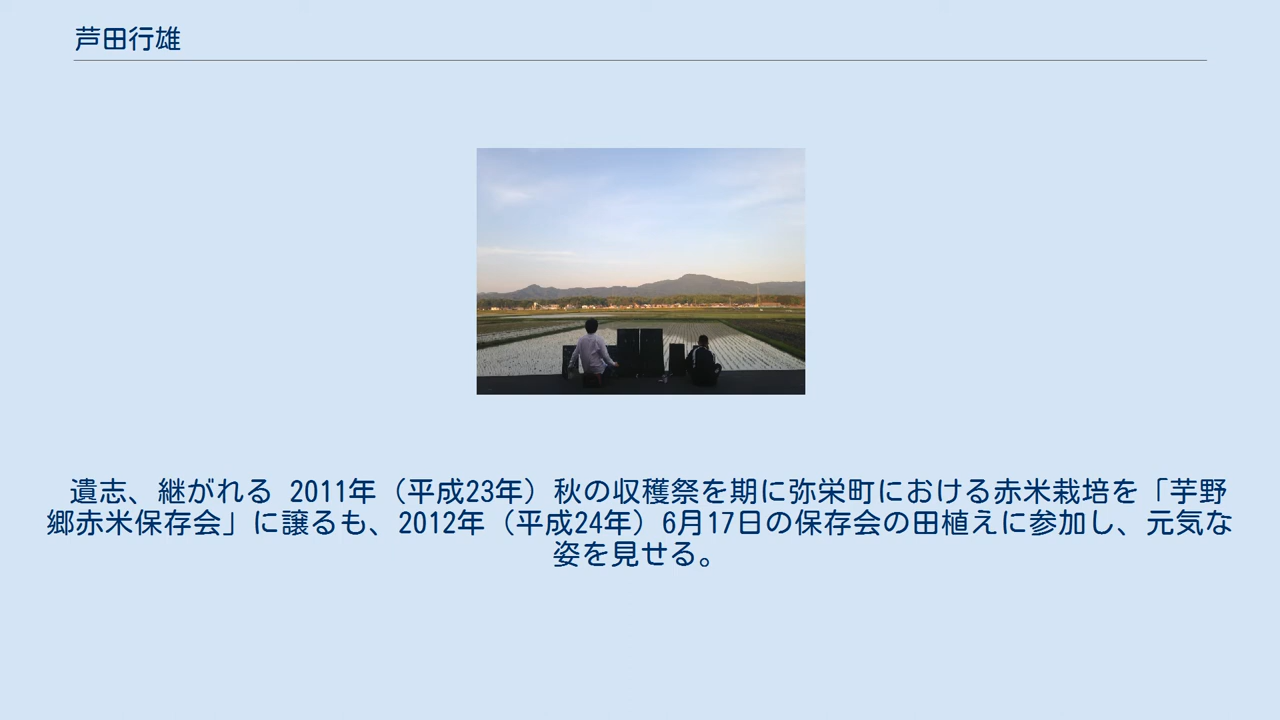 芦田行雄
遺志、継がれる 2011年（平成23年）秋の収穫祭を期に弥栄町における赤米栽培を「芋野
郷赤米保存会」に譲るも、2012年（平成24年）6月17日の保存会の田植えに参加し、元気な
姿を見せる。